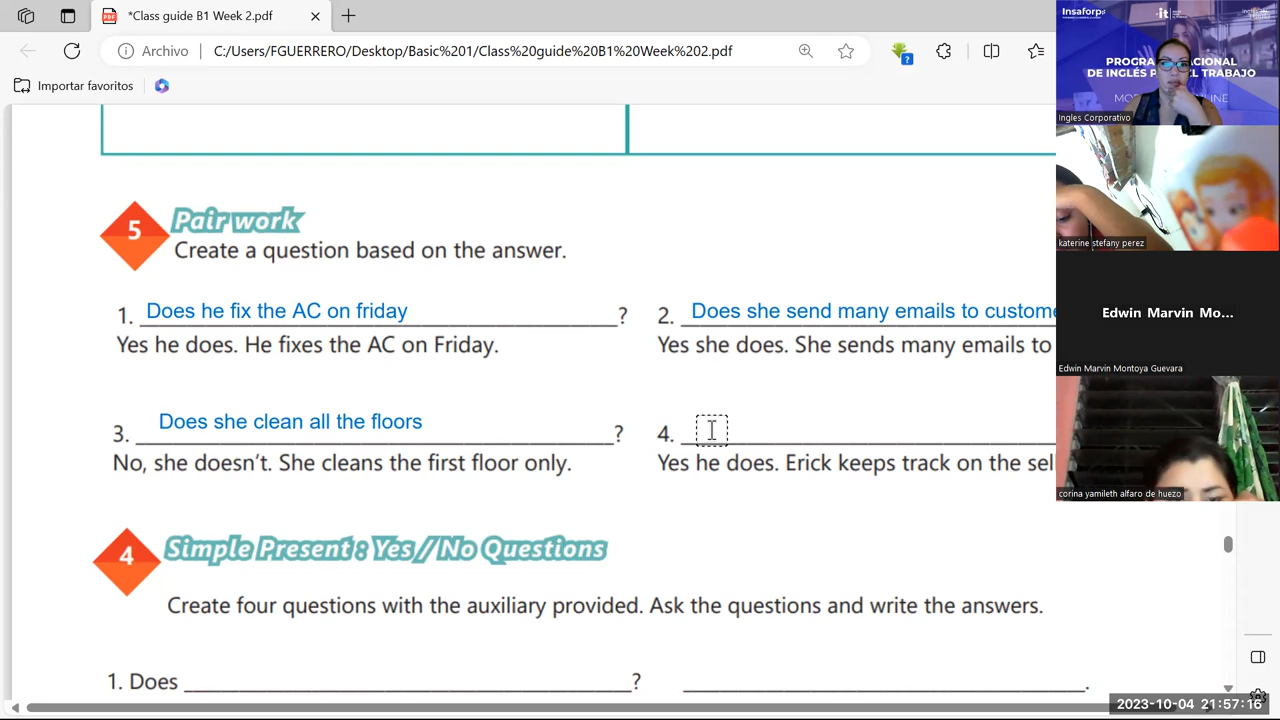 *Class guide B1 Week 2.pdf
Archivo
C:/Users/FGUERRERO/Desktop/Basic%201/Class%20guide%20B1%20Week%202.pdf
Importar favoritos
5
Pair work
Create a question based on the answer.
1. Does he fix the AC on friday ?
2. Does she send many emails to custome
Yes he does. He fixes the AC on Friday.
Yes she does. She sends many emails to
3. Does she clean all the floors ?
4.
No, she doesn't. She cleans the first floor only.
Yes he does. Erick keeps track on the sel
4
Simple Present: Yes/No Questions
Create four questions with the auxiliary provided. Ask the questions and write the answers.
1. Does ?
.
Insaforp
it
DE INGLÉS
TRABAJO
Ingles Corporativo
katerine stefany perez
Edwin Marvin Mo...
Edwin Marvin Montoya Guevara
corina yamileth alfaro de huezo
2023-10-04 21:57:16